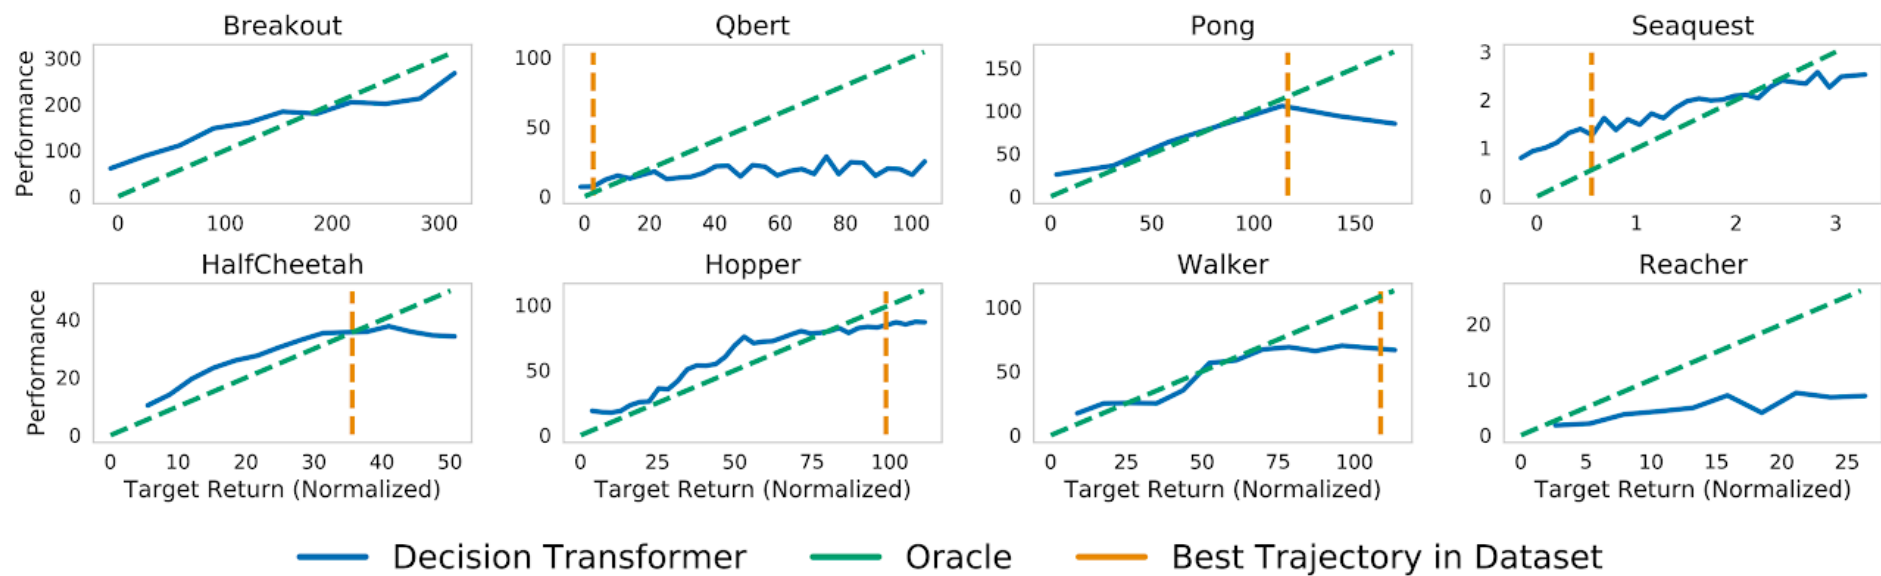 Breakout
Qbert
Pong
Seaquest
Performance
300
200
100
0
0 100 200 300
100
50
0
0 20 40 60 80 100
150
100
50
0
0 50 100 150
3
2
1
0
0 1 2 3
HalfCheetah
Hopper
Walker
Reacher
Performance
40
20
0
0 10 20 30 40 50
Target Return (Normalized)
100
50
0
0 25 50 75 100
Target Return (Normalized)
100
50
0
0 25 50 75 100
Target Return (Normalized)
20
10
0
0 5 10 15 20 25
Target Return (Normalized)
Decision Transformer Oracle Best Trajectory in Dataset